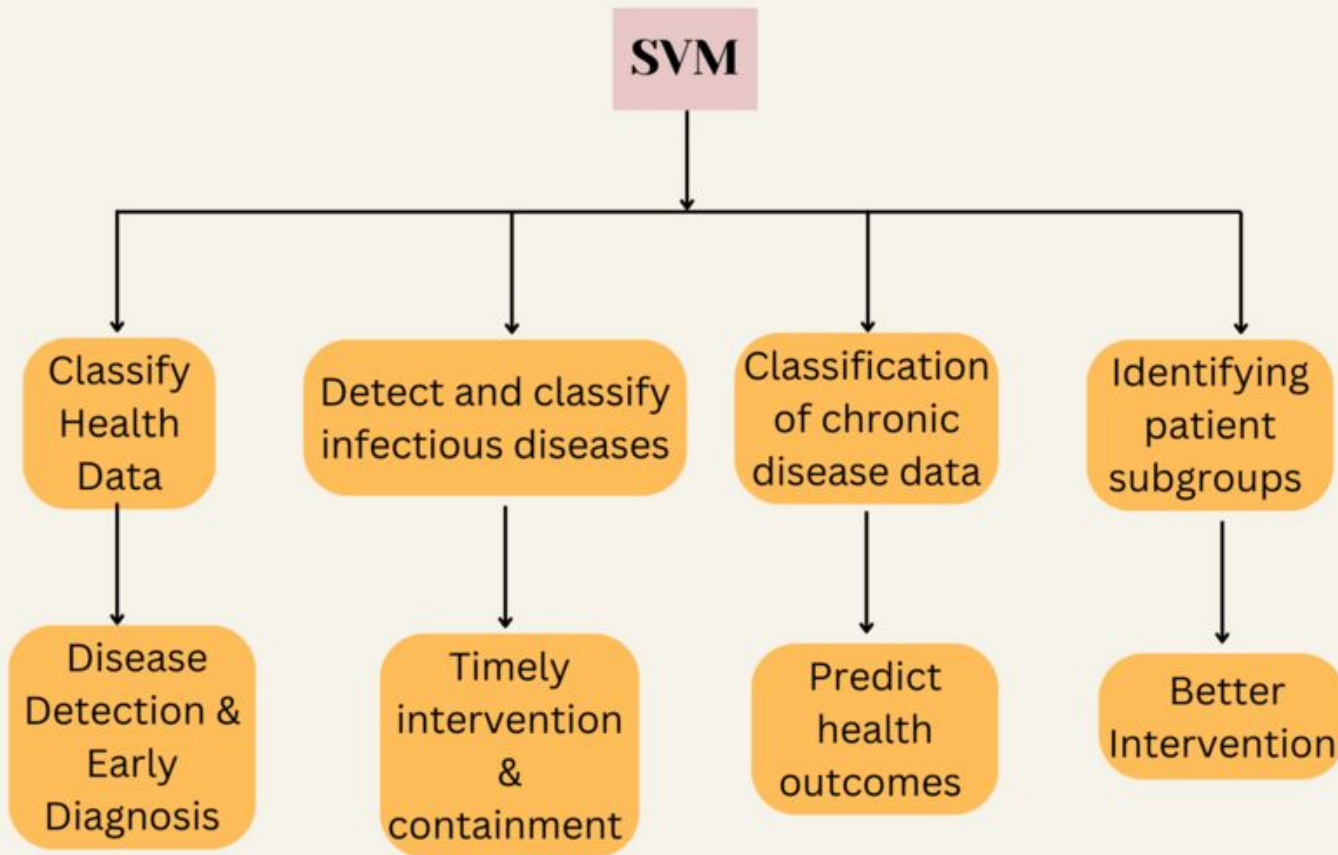 SVM
Classify
Health
Data
Detect and classify
infectious diseases
Classification
of chronic
disease data
Identifying
patient
subgroups
Disease
Detection &
Early
Diagnosis
Timely
intervention
&
containment
Predict
health
outcomes
Better
Intervention